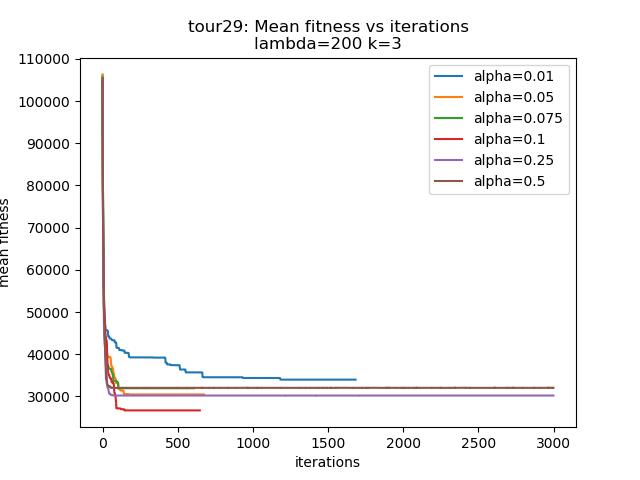 tour29: Mean fitness vs iterations
lambda=200 k=3
110000
100000
90000
80000
70000
60000
50000
40000
30000
mean fitness
0
500
1000
1500
2000
2500
3000
iterations
alpha=0.01
alpha=0.05
alpha=0.075
alpha=0.1
alpha=0.25
alpha=0.5